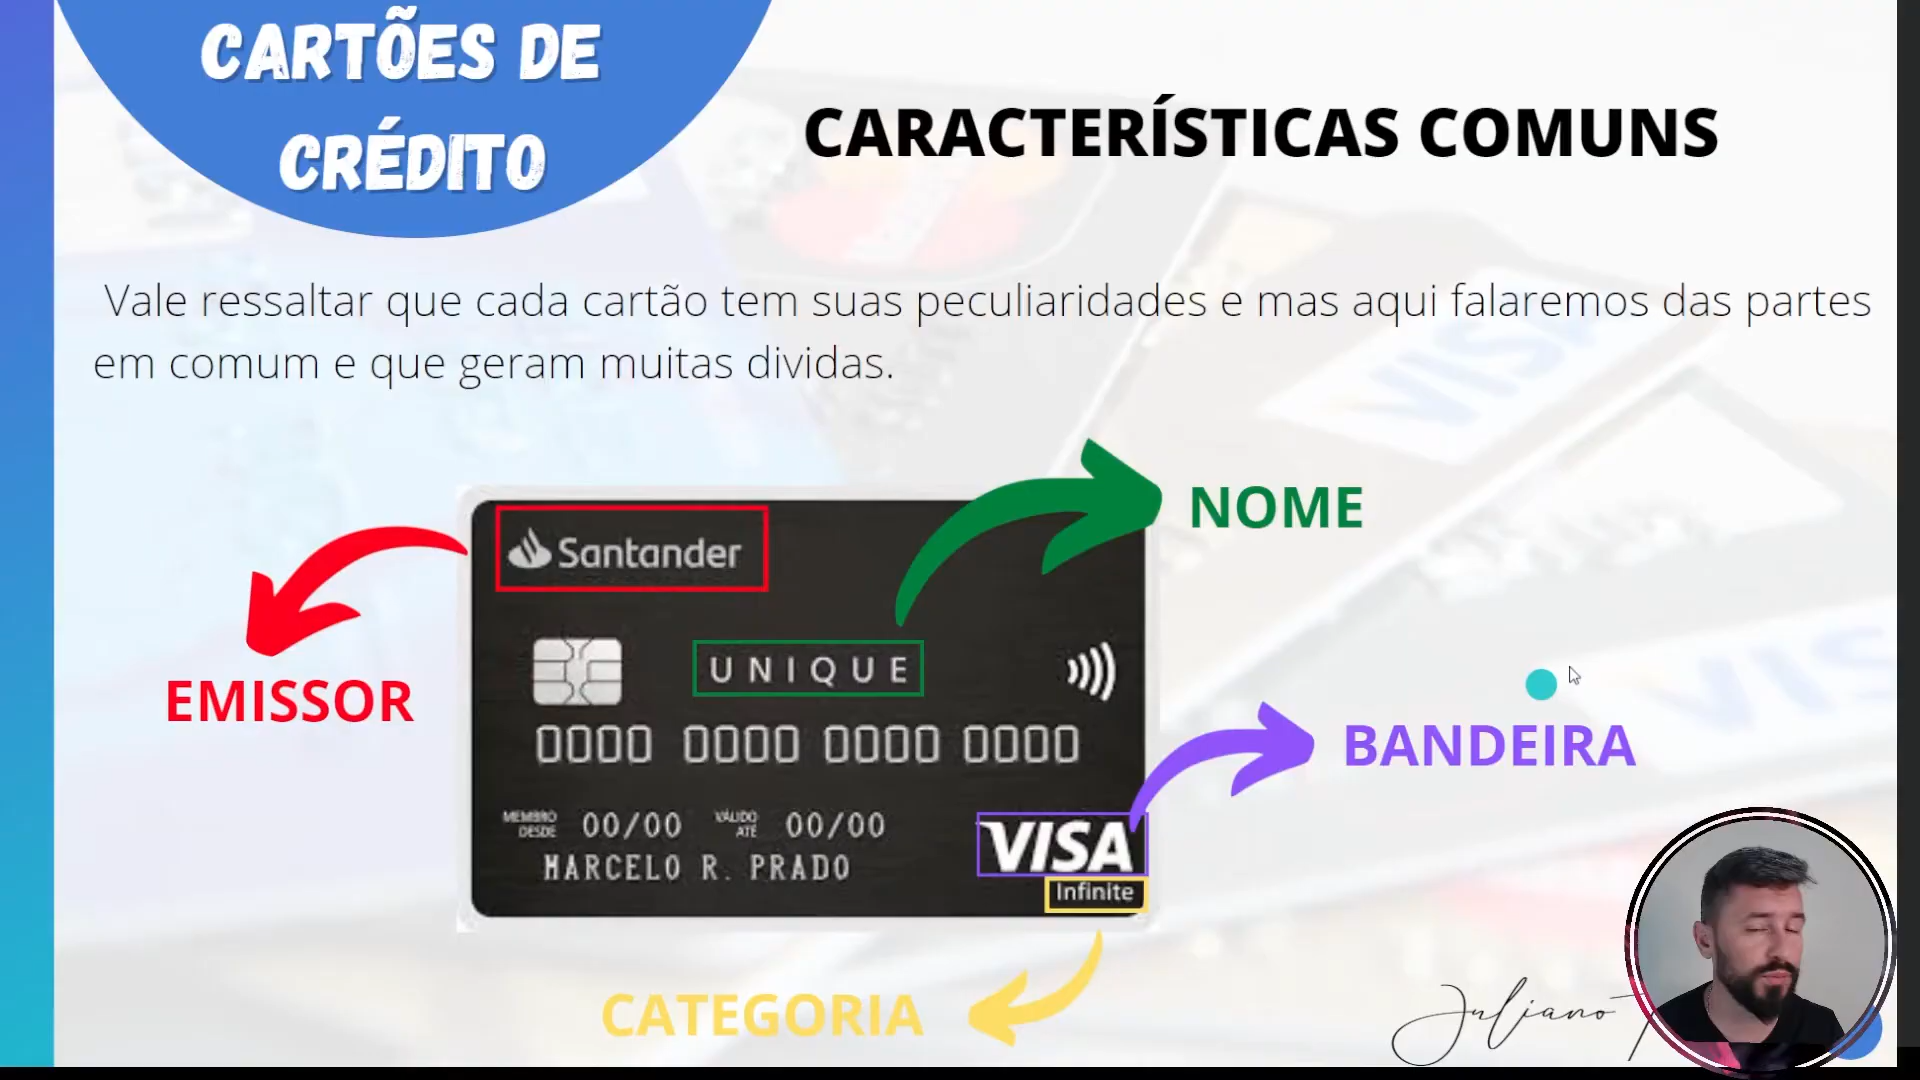 CARTÕES DE
CRÉDITO
CARACTERÍSTICAS COMUNS
Vale ressaltar que cada cartão tem suas peculiaridades e mas aqui falaremos das partes
em comum e que geram muitas dividas.
NOME
Santander
EMISSOR
UNIQUE
BANDEIRA
0000 0000 0000 0000
MEMBRO DESDE 00/00 VÁLIDO ATÉ 00/00
MARCELO R. PRADO
VISA
Infinite
CATEGORIA
Juliano
VISA
VISA